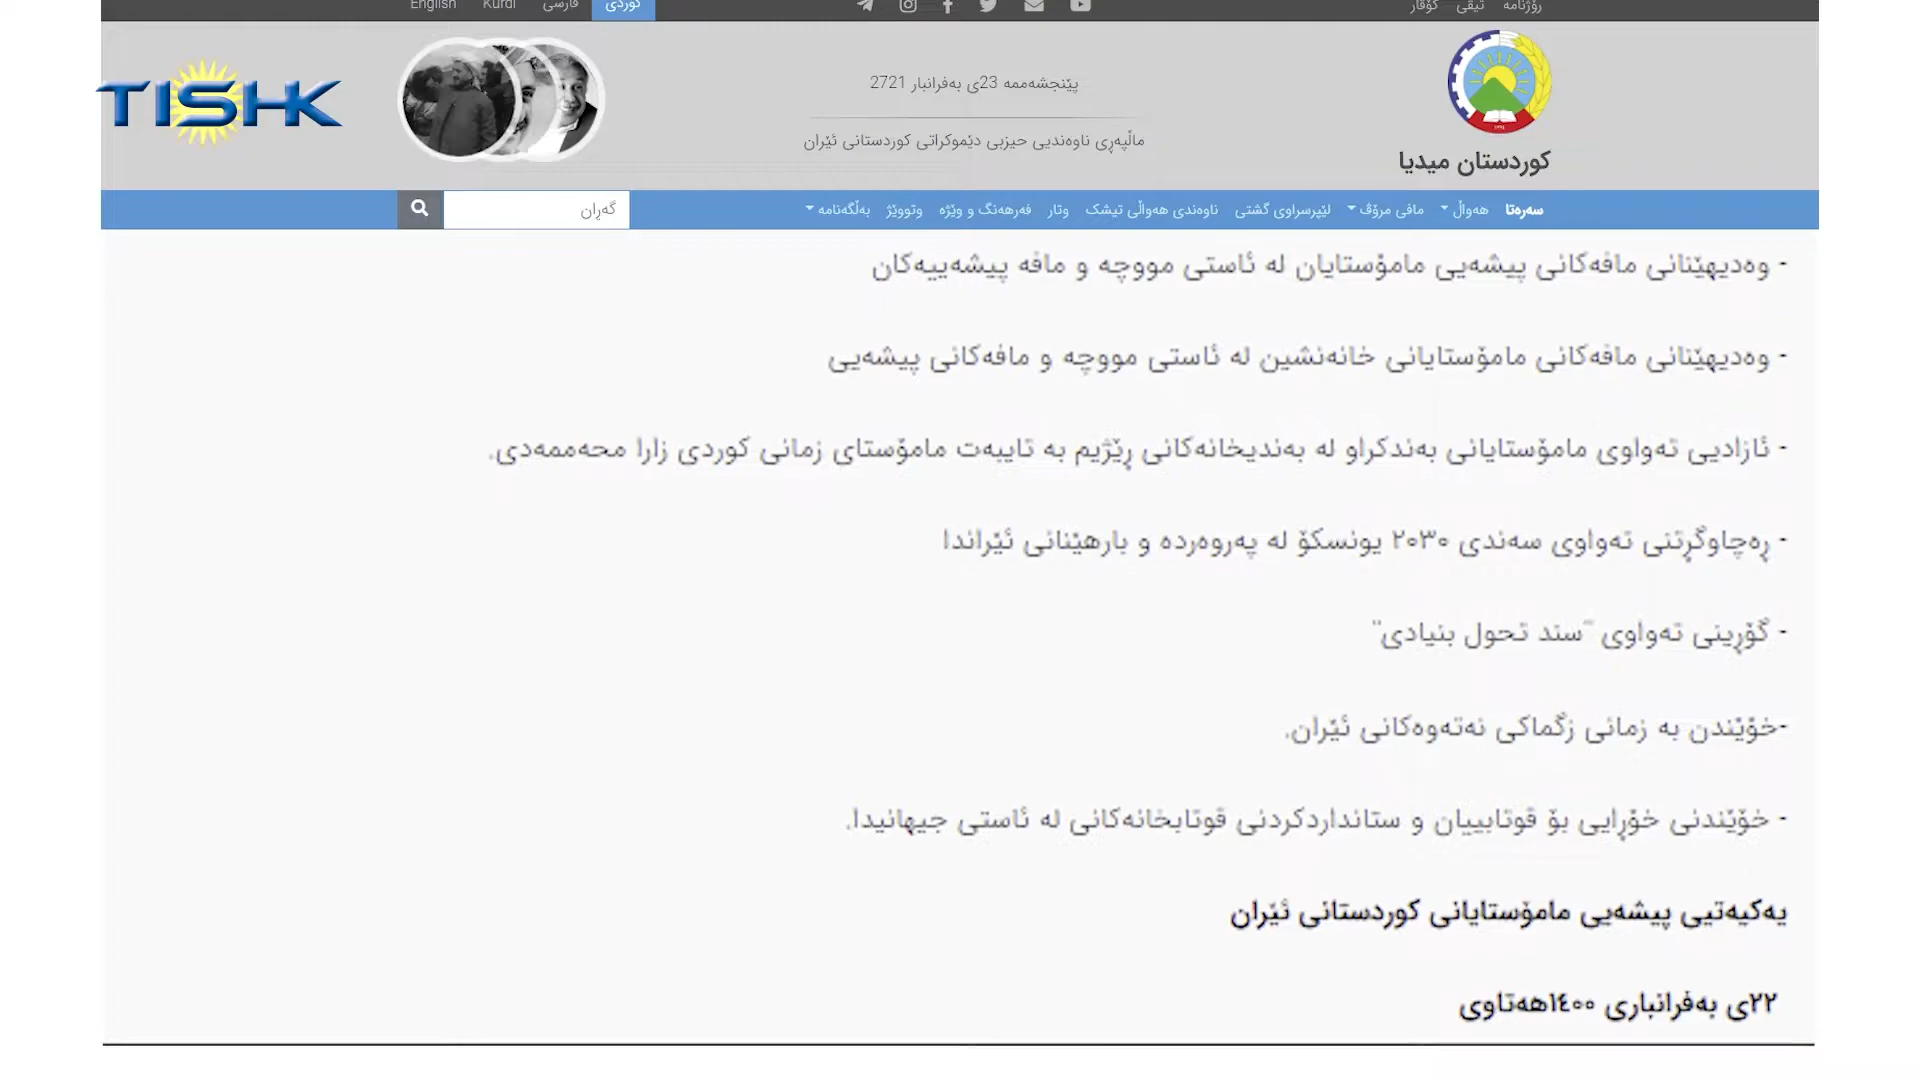 English Kurdi فارسی کوردی
رۆژنامە تیڤی گۆڤار
TISHK
پێنجشەممە 23ی بەفرانبار 2721
ماڵپەڕی ناوەندیی حیزبی دێموکراتی کوردستانی ئێران
کوردستان میدیا
سەرەتا هەواڵ مافی مرۆڤ لێپرسراوی گشتی ناوەندی هەواڵی تیشک وتار فەرهەنگ و وێژە وتووێژ بەڵگەنامە
گەڕان
- وەدیهێنانی مافەکانی پیشەیی مامۆستایان لە ئاستی مووچە و مافە پیشەییەکان
- وەدیهێنانی مافەکانی مامۆستایانی خانەنشین لە ئاستی مووچە و مافەکانی پیشەیی
- ئازادیی تەواوی مامۆستایانی بەندکراو لە بەندیخانەکانی ڕێژیم بە تایبەت مامۆستای زمانی کوردی زارا محەممەدی.
- ڕەچاوگرتنی تەواوی سەندی ٢٠٣٠ یونسکۆ لە پەروەردە و بارهێنانی ئێراندا
- گۆڕینی تەواوی "سند تحول بنیادی"
-خۆێندن بە زمانی زگماکی نەتەوەکانی ئێران.
- خۆێندنی خۆڕایی بۆ قوتابییان و ستانداردکردنی قوتابخانەکانی لە ئاستی جیهانیدا.
یەکیەتیی پیشەیی مامۆستایانی کوردستانی ئێران
٢٢ی بەفرانباری ١٤٠٠هەتاوی